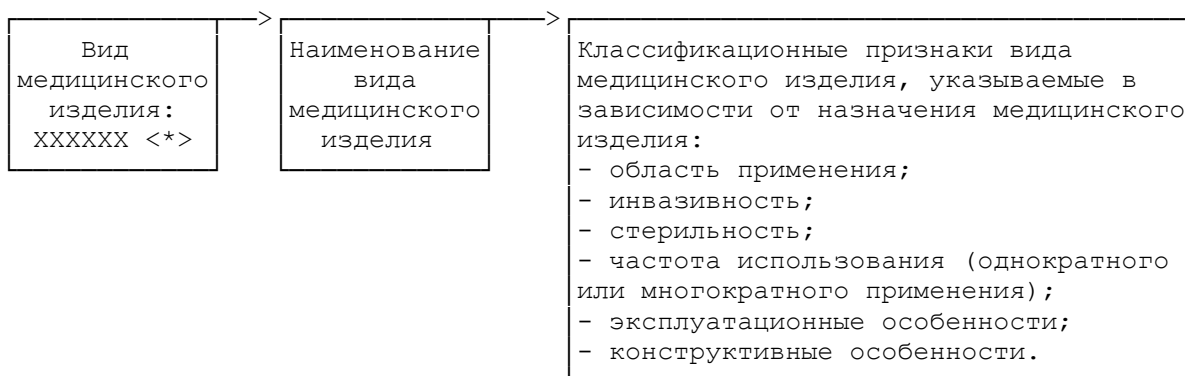 Вид
медицинского
изделия:
XXXXXX <*>
Наименование
вида
медицинского
изделия
Классификационные признаки вида
медицинского изделия, указываемые в
зависимости от назначения медицинского
изделия:
- область применения;
- инвазивность;
- стерильность;
- частота использования (однократного
или многократного применения);
- эксплуатационные особенности;
- конструктивные особенности.